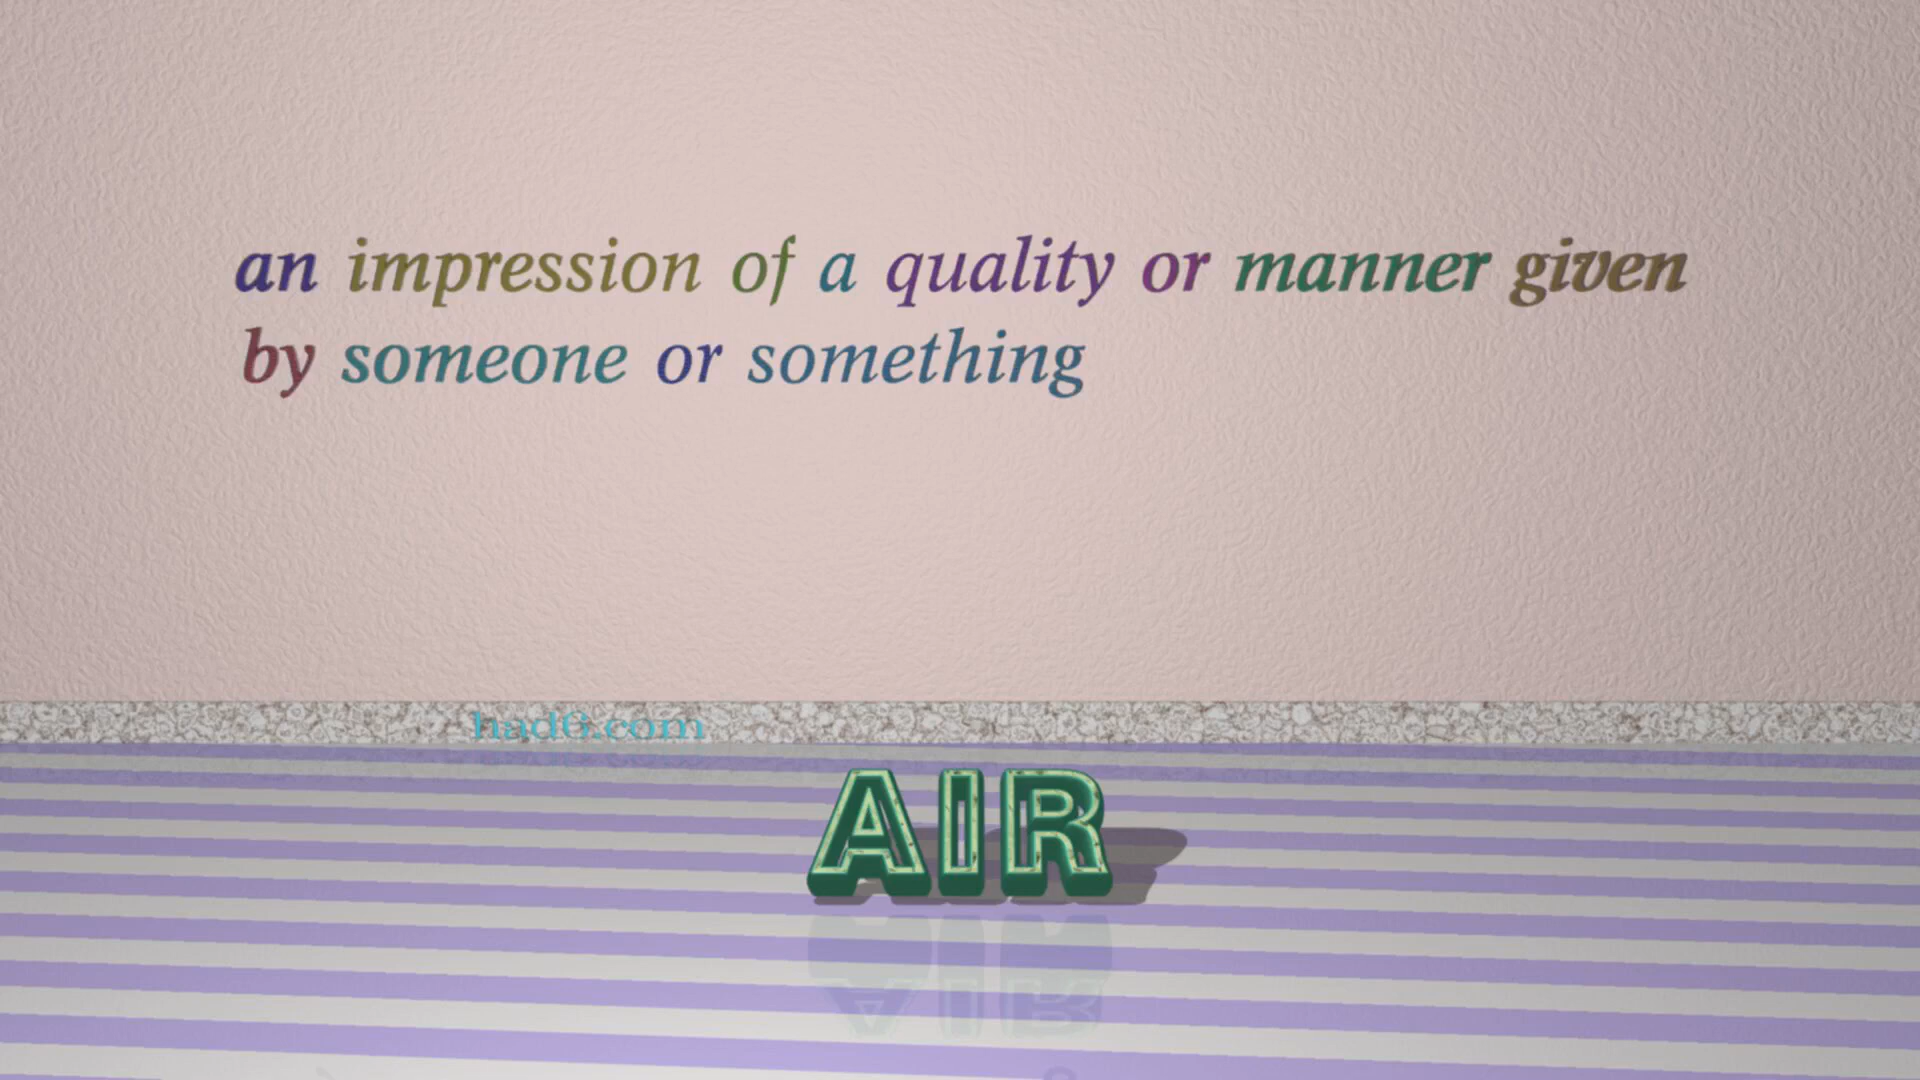 an impression of a quality or manner given
by someone or something
had6.com
AIR